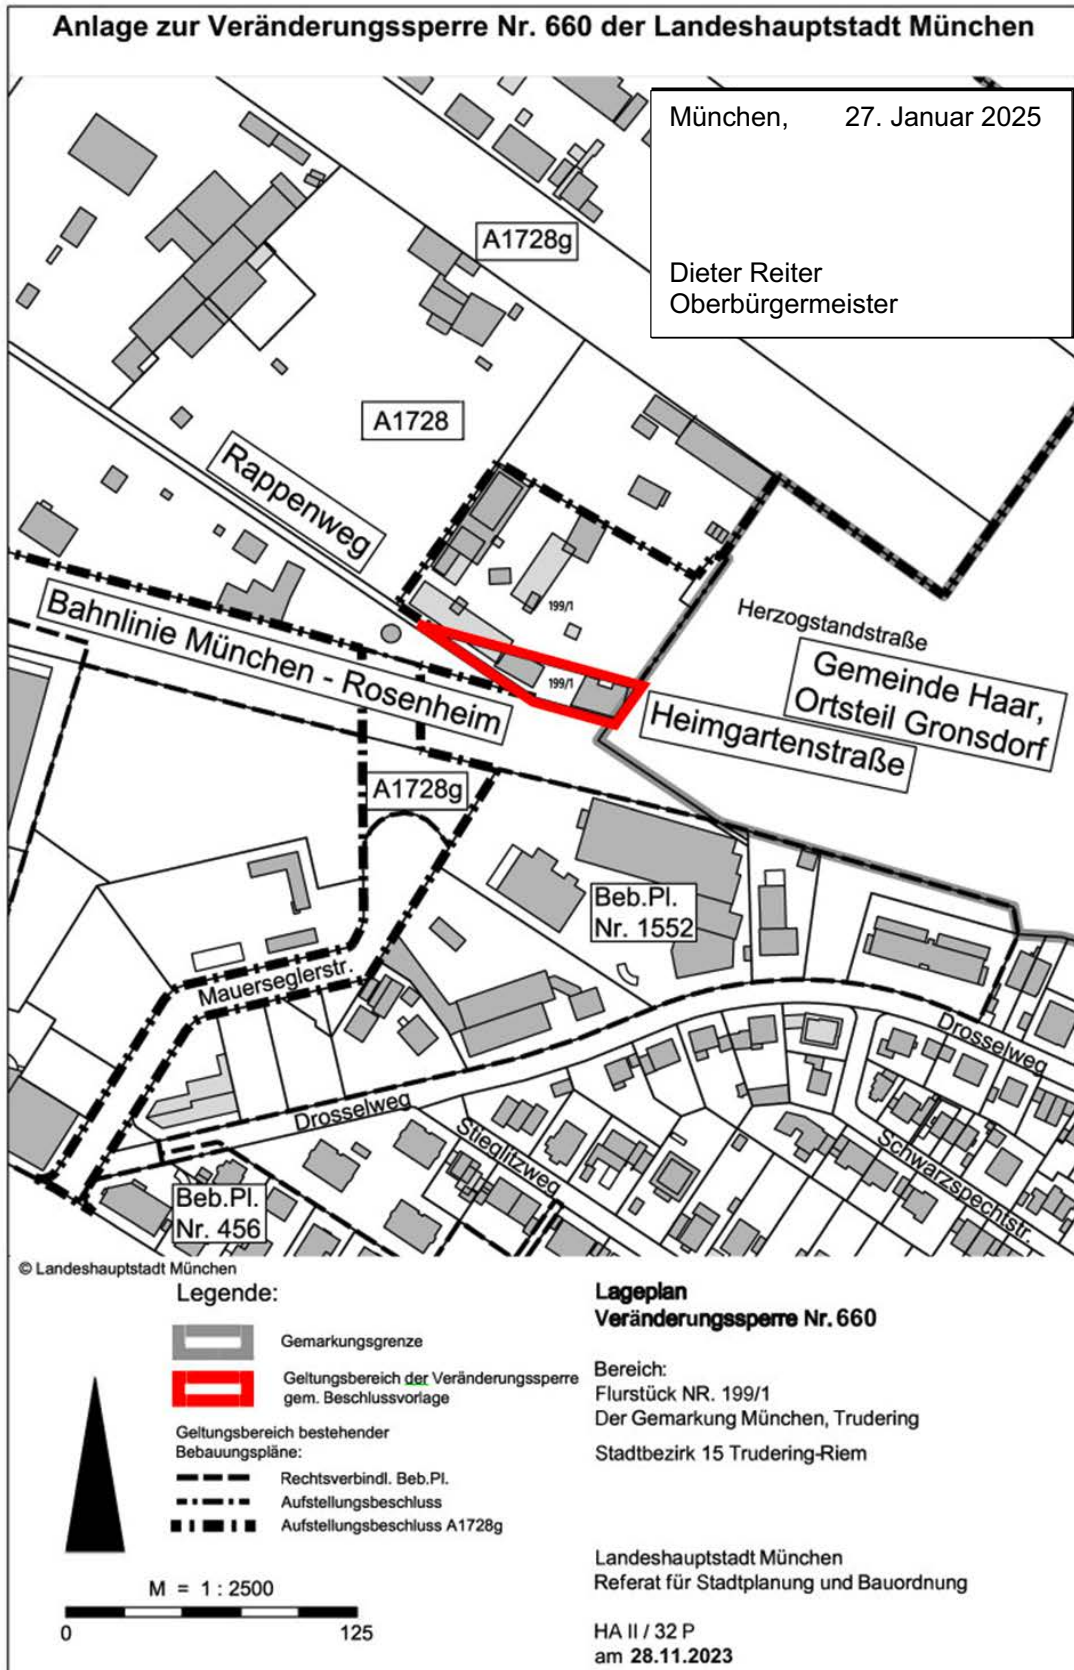 Anlage zur Veränderungssperre Nr. 660 der Landeshauptstadt München
München, 27. Januar 2025
Dieter Reiter
Oberbürgermeister
A1728g
A1728
Rappenweg
199/1
Bahnlinie München - Rosenheim
199/1
Herzogstandstraße
Gemeinde Haar,
Ortsteil Gronsdorf
Heimgartenstraße
A1728g
Beb.Pl.
Nr. 1552
Mauerseglerstr.
Drosselweg
Drosselweg
Stieglitzweg
Schwarzspechtstr.
Beb.Pl.
Nr. 456
© Landeshauptstadt München
Legende:
Gemarkungsgrenze
Geltungsbereich der Veränderungssperre
gem. Beschlussvorlage
Geltungsbereich bestehender
Bebauungspläne:
Rechtsverbindl. Beb.Pl.
Aufstellungsbeschluss
Aufstellungsbeschluss A1728g
M = 1 : 2500
0 125
Lageplan
Veränderungssperre Nr. 660
Bereich:
Flurstück NR. 199/1
Der Gemarkung München, Trudering
Stadtbezirk 15 Trudering-Riem
Landeshauptstadt München
Referat für Stadtplanung und Bauordnung
HA II / 32 P
am 28.11.2023